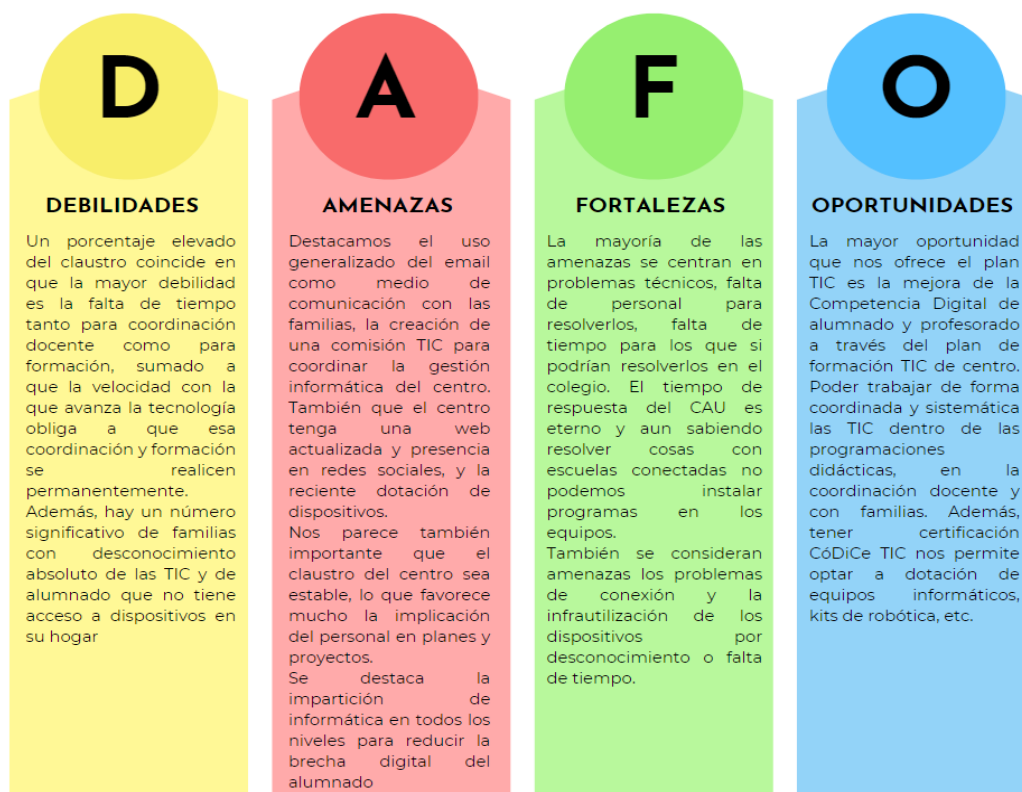 D
DEBILIDADES
Un porcentaje elevado
del claustro coincide en
que la mayor debilidad
es la falta de tiempo
tanto para coordinación
docente como para
formación, sumado a
que la velocidad con la
que avanza la tecnología
obliga a que esa
coordinación y formación
se realicen
permanentemente.
Además, hay un número
significativo de familias
con desconocimiento
absoluto de las TIC y de
alumnado que no tiene
acceso a dispositivos en
su hogar
A
AMENAZAS
Destacamos el uso
generalizado del email
como medio de
comunicación con las
familias, la creación de
una comisión TIC para
coordinar la gestión
informática del centro.
También que el centro
tenga una web
actualizada y presencia
en redes sociales, y la
reciente dotación de
dispositivos.
Nos parece también
importante que el
claustro del centro sea
estable, lo que favorece
mucho la implicación
del personal en planes y
proyectos.
Se destaca la
impartición de
informática en todos los
niveles para reducir la
brecha digital del
alumnado
F
FORTALEZAS
La mayoría de las
amenazas se centran en
problemas técnicos, falta
de personal para
resolverlos, falta de
tiempo para los que si
podrían resolverlos en el
colegio. El tiempo de
respuesta del CAU es
eterno y aun sabiendo
resolver cosas con
escuelas conectadas no
podemos instalar
programas en los
equipos.
También se consideran
amenazas los problemas
de conexión y la
infrautilización de los
dispositivos por
desconocimiento o falta
de tiempo.
O
OPORTUNIDADES
La mayor oportunidad
que nos ofrece el plan
TIC es la mejora de la
Competencia Digital de
alumnado y profesorado
a través del plan de
formación TIC de centro.
Poder trabajar de forma
coordinada y sistemática
las TIC dentro de las
programaciones
didácticas, en la
coordinación docente y
con familias. Además,
tener certificación
CóDiCe TIC nos permite
optar a dotación de
equipos informáticos,
kits de robótica, etc.